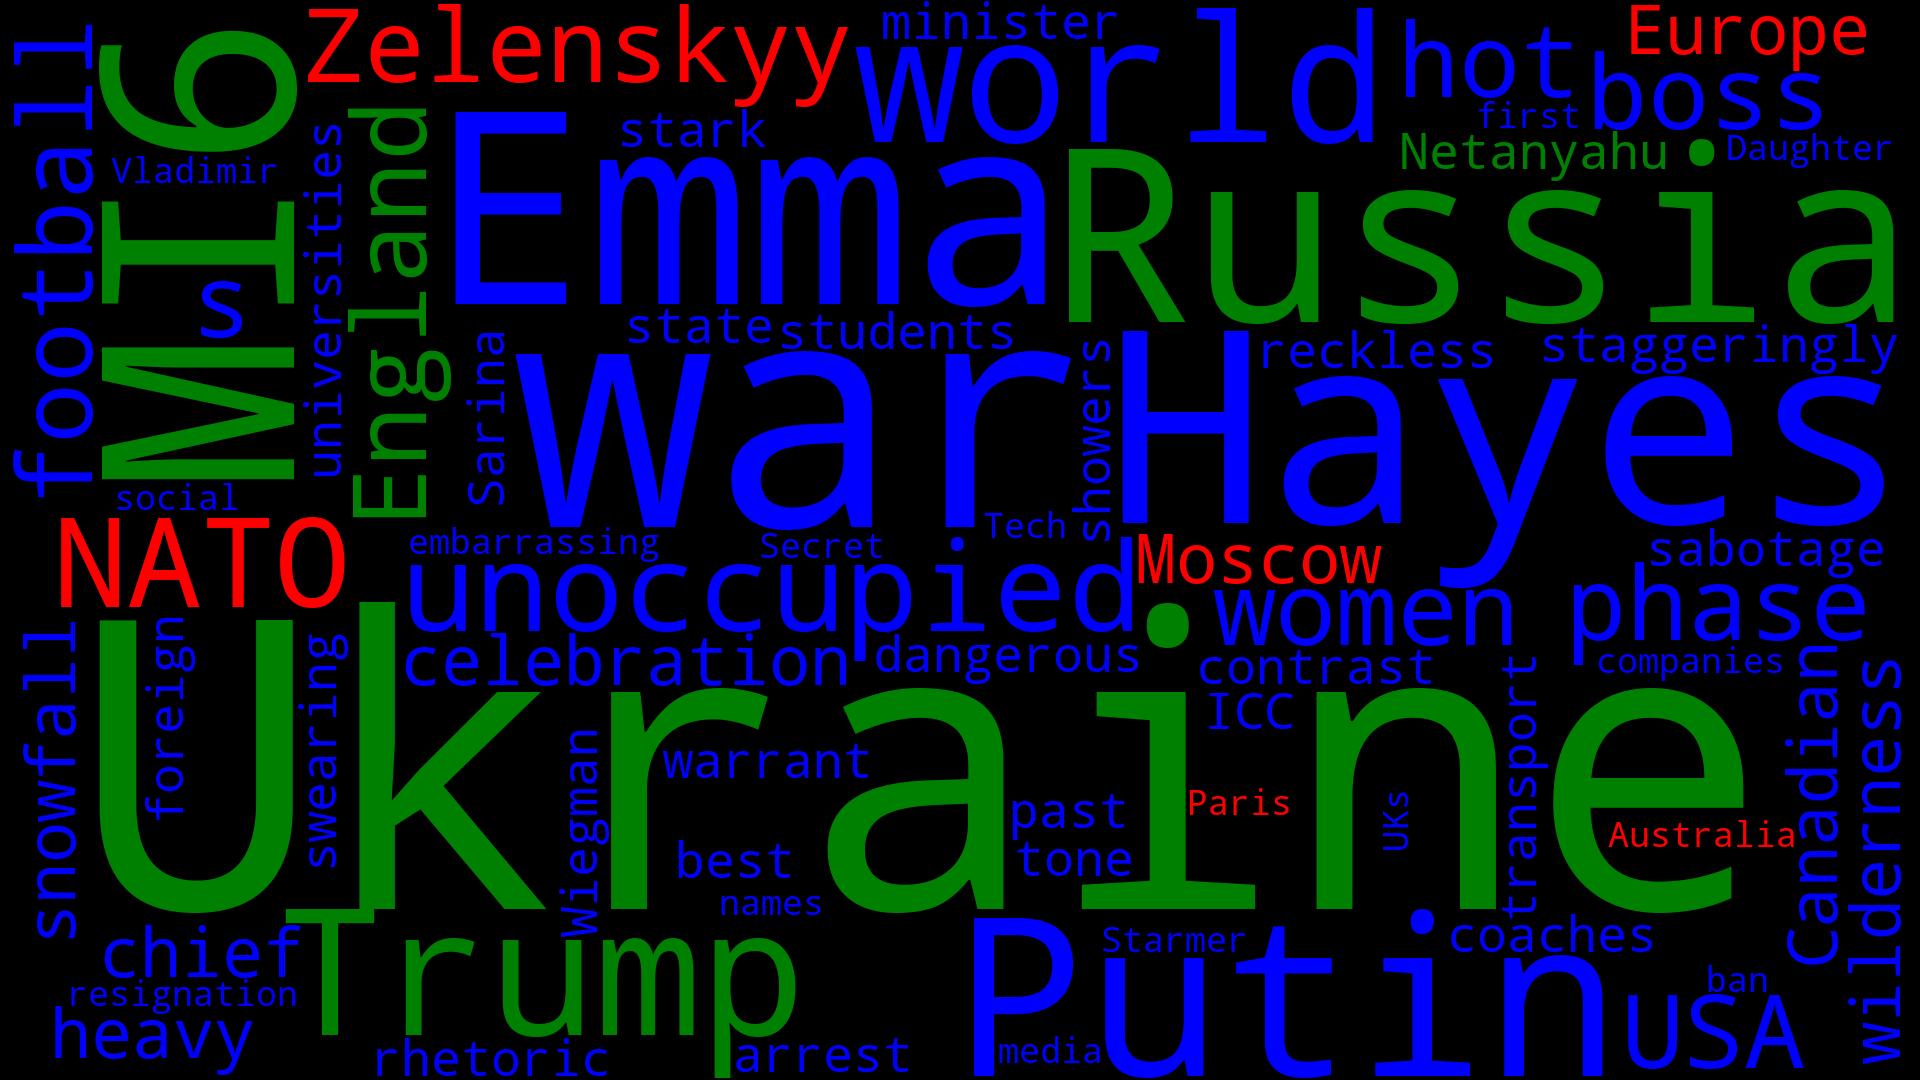 football
MI6
Zelenskyy
minister
world
hot
boss
Europe
first
Vladimir
universities
England
Emma
stark
Russia
Netanyahu
Daughter
s
state
students
Sarina
war
showers
Hayes
reckless
staggeringly
social
NATO
embarrassing
Secret
Tech
unoccupied
Moscow
sabotage
women
phase
celebration
dangerous
contrast
companies
snowfall
foreign
swearing
Ukraine
Wiegman
warrant
ICC
past
Paris
UKs
transport
Australia
Canadian
wilderness
best
tone
names
chief
resignation
heavy
Trump
rhetoric
arrest
Putin
Starmer
coaches
media
ban
USA